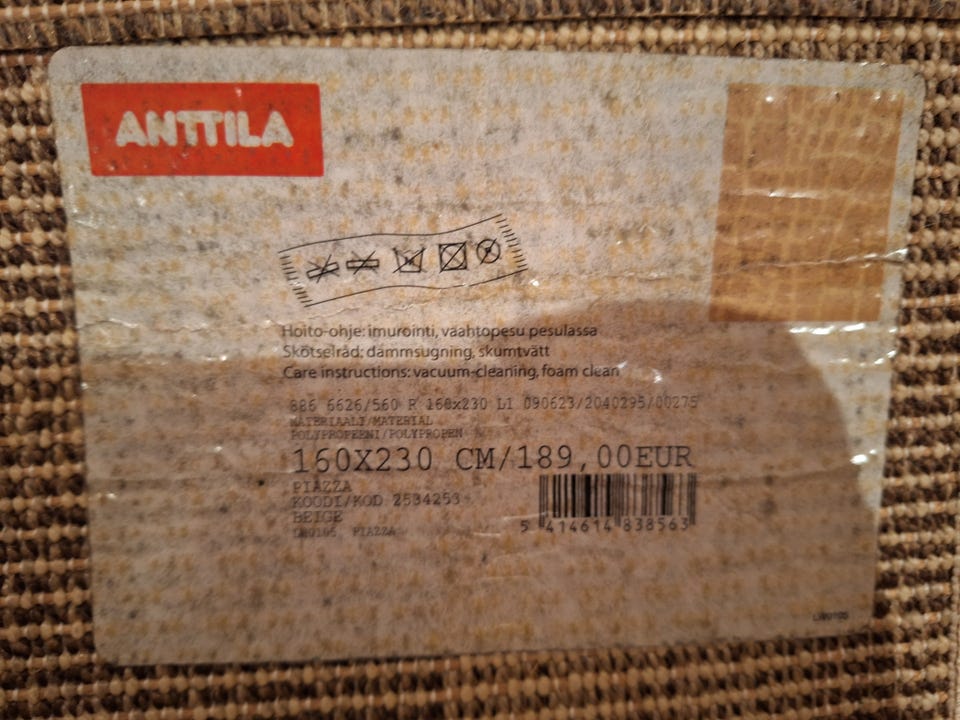 ANTTILA
Hoito-ohje: imurointi, vaahtopesu pesulassa
Skötselråd: dammsugning, skumtvätt
Care instructions: vacuum-cleaning, foam clean
886 6626/560 R 160x230 L1 090623/2040295/00275
MATERIAALI/MATERIAL
POLYPROPEENI/POLYPROPEN
160X230 CM/189,00EUR
PIAZZA
KOODI/KOD 2534253
BEIGE
PIAZZA
5 414614 838563